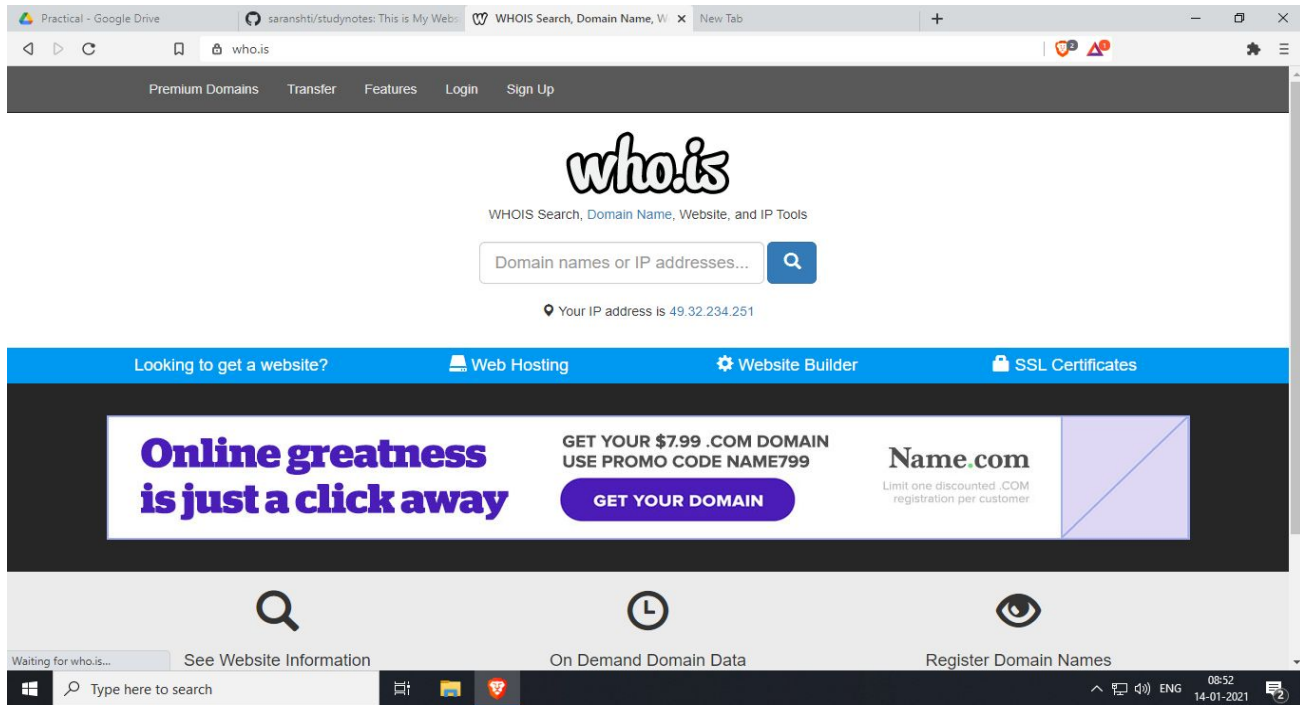 Practical - Google Drive
saranshti/studynotes: This is My Webs
WHOIS Search, Domain Name, W
New Tab
who.is
2
1
Premium Domains Transfer Features Login Sign Up
who.is
WHOIS Search, Domain Name, Website, and IP Tools
Domain names or IP addresses...
Your IP address is 49.32.234.251
Looking to get a website? Web Hosting Website Builder SSL Certificates
Online greatness
is just a click away
GET YOUR $7.99 .COM DOMAIN
USE PROMO CODE NAME799
GET YOUR DOMAIN
Name.com
Limit one discounted .COM
registration per customer
See Website Information On Demand Domain Data Register Domain Names
Waiting for who.is...
Type here to search
ENG
08:52
14-01-2021
2